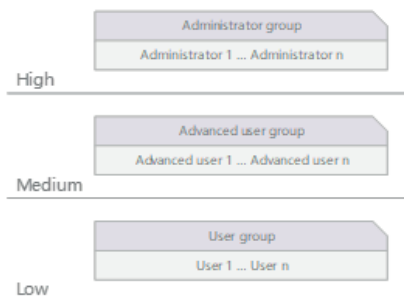 Administrator group
Administrator 1 ... Administrator n
High
Advanced user group
Advanced user 1 ... Advanced user n
Medium
User group
User 1 ... User n
Low